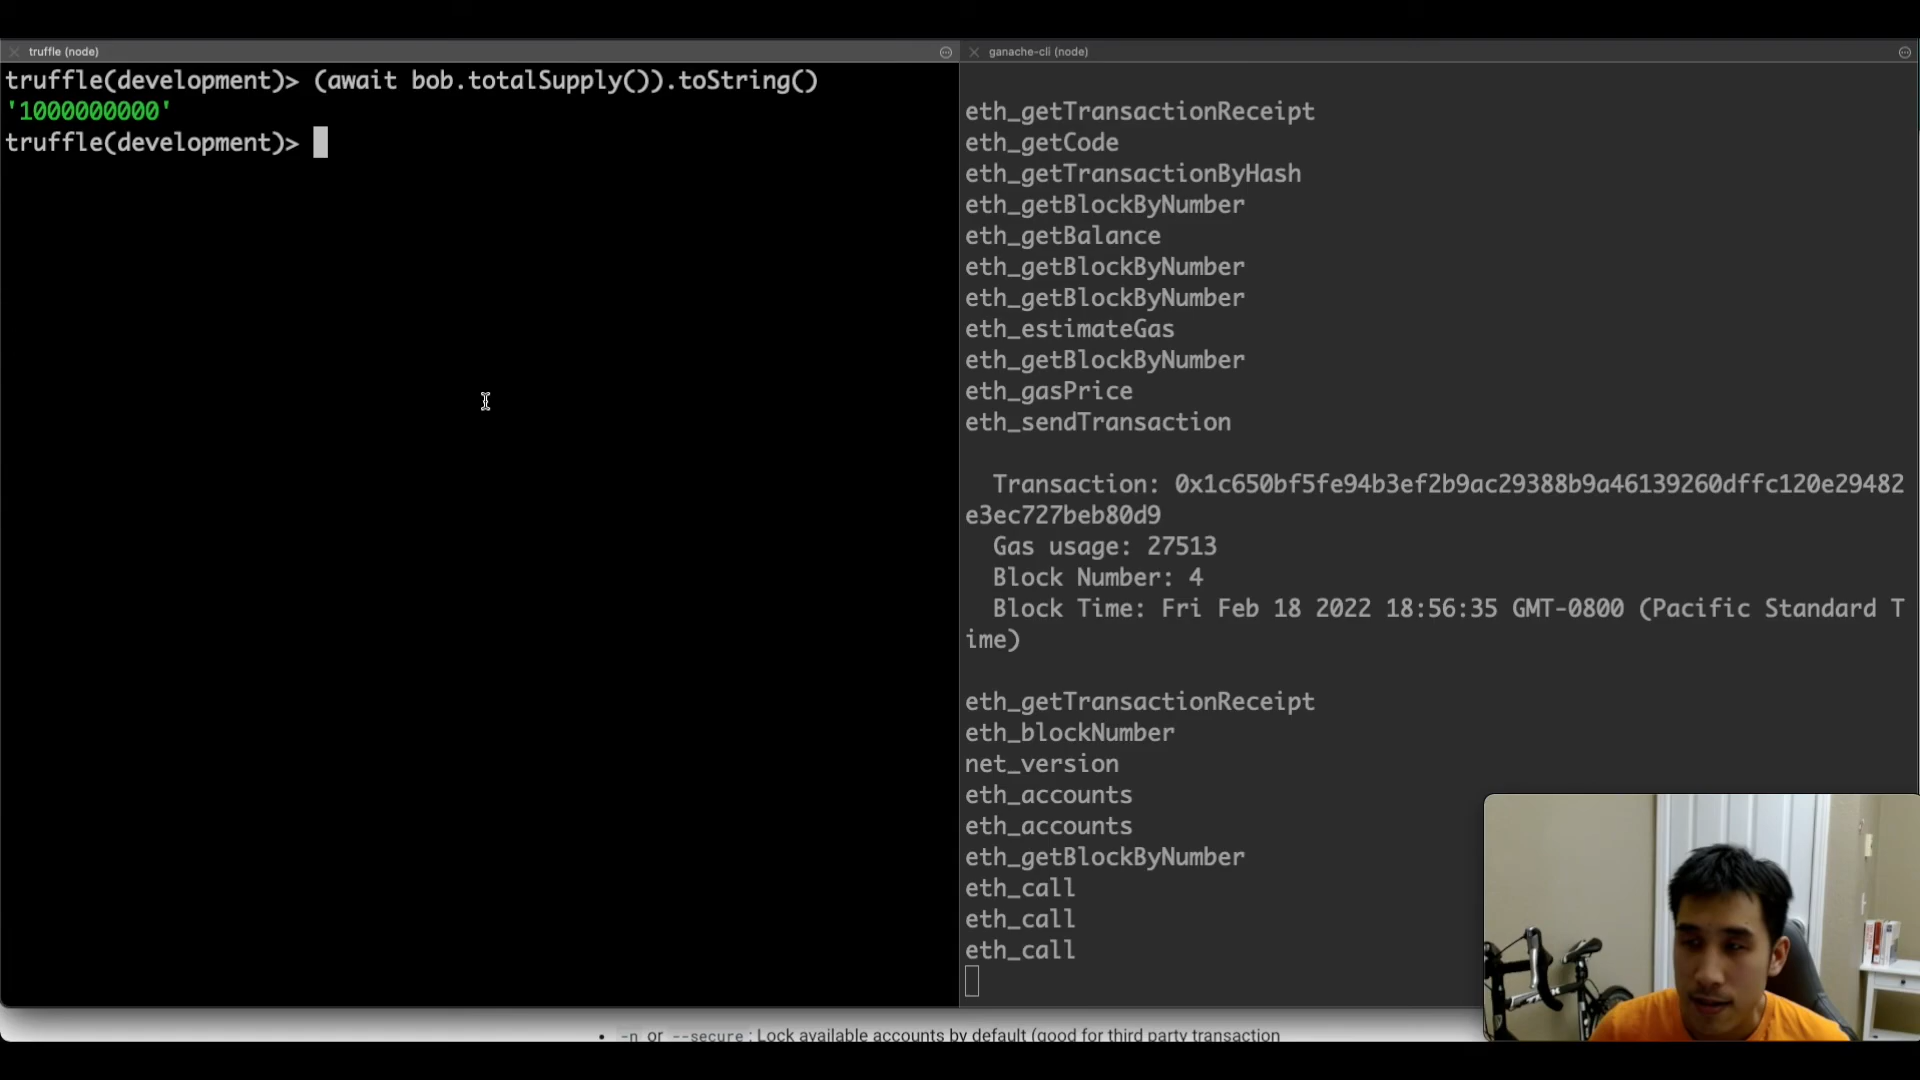 truffle (node)
truffle(development)> (await bob.totalSupply()).toString()
'1000000000'
truffle(development)>
ganache-cli (node)
eth_getTransactionReceipt
eth_getCode
eth_getTransactionByHash
eth_getBlockByNumber
eth_getBalance
eth_getBlockByNumber
eth_getBlockByNumber
eth_estimateGas
eth_getBlockByNumber
eth_gasPrice
eth_sendTransaction
Transaction: 0x1c650bf5fe94b3ef2b9ac29388b9a46139260dffc120e29482
e3ec727beb80d9
Gas usage: 27513
Block Number: 4
Block Time: Fri Feb 18 2022 18:56:35 GMT-0800 (Pacific Standard T
ime)
eth_getTransactionReceipt
eth_blockNumber
net_version
eth_accounts
eth_accounts
eth_getBlockByNumber
eth_call
eth_call
eth_call
• -n or --secure: Lock available accounts by default (good for third party transaction